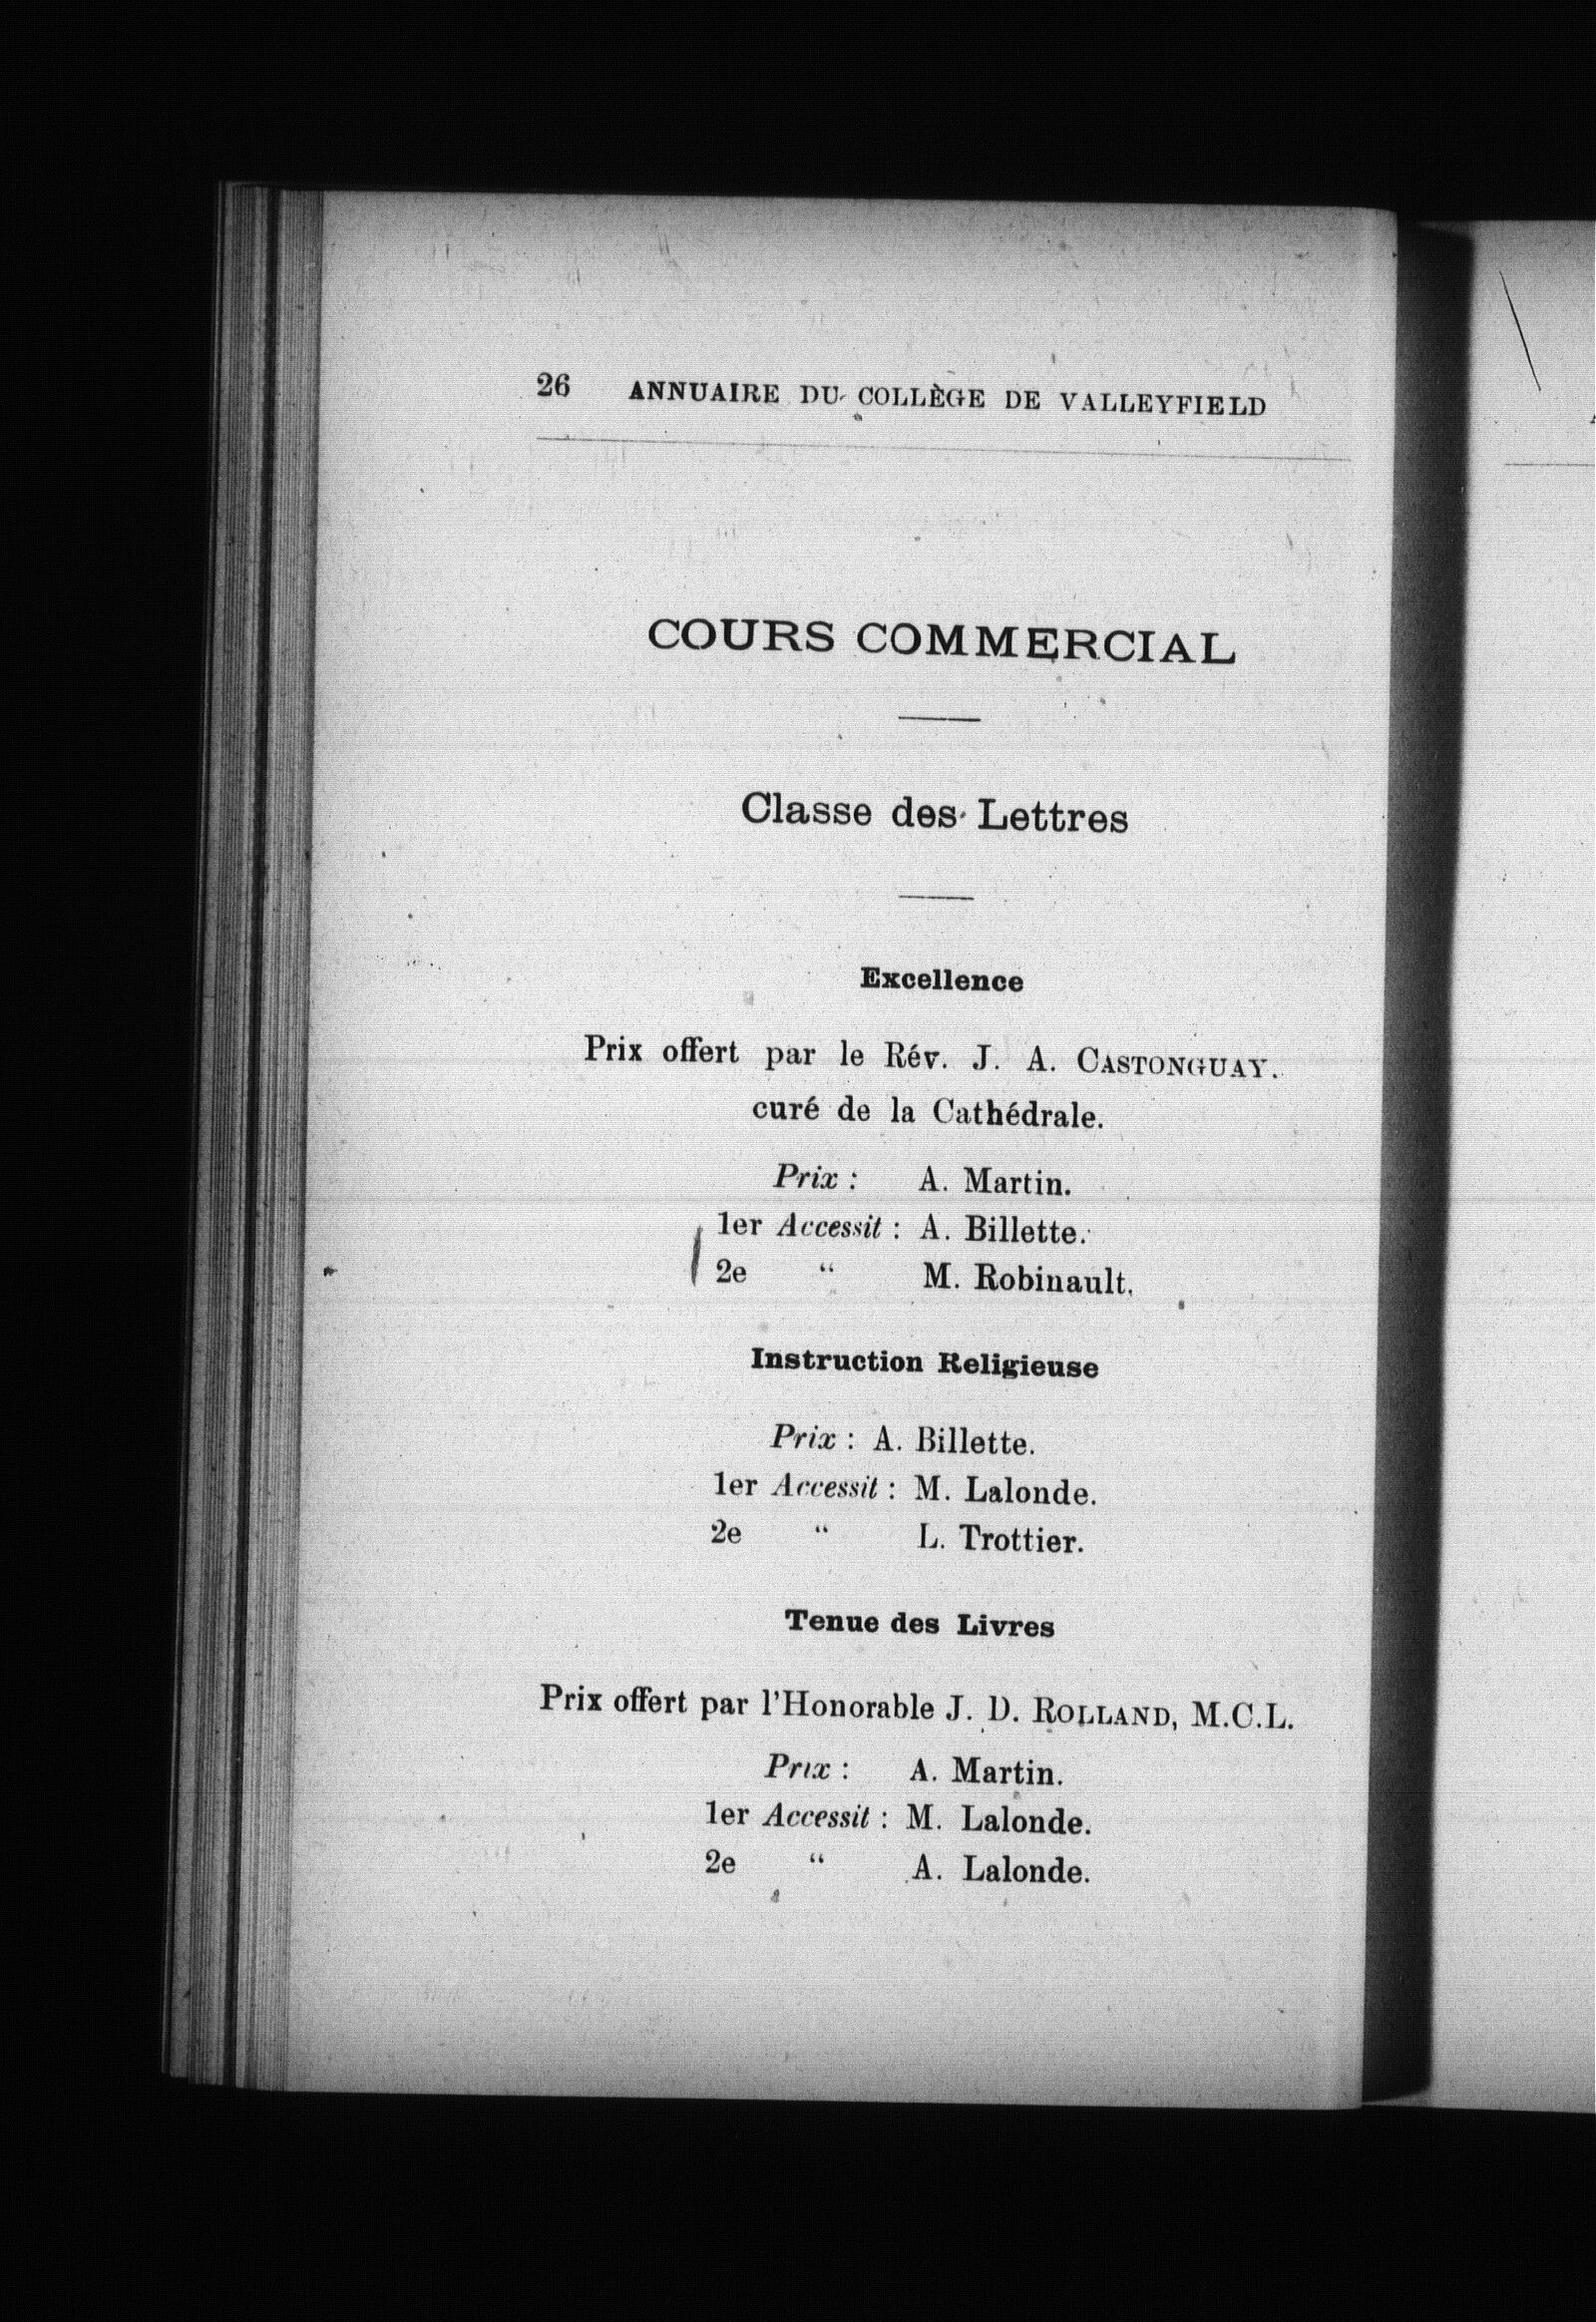 26 ANNUAIRE DU COLLÈGE DE VALLEYFIELD
COURS COMMERCIAL
Classe des Lettres
Excellence
Prix offert par le Rév. J. A. CASTONGUAY.
curé de la Cathédrale.
Prix : A. Martin.
1er Accessit : A. Billette.
2e “ M. Robinault.
Instruction Religieuse
Prix : A. Billette.
1er Accessit : M. Lalonde.
2e “ L. Trottier.
Tenue des Livres
Prix offert par l'Honorable J. D. ROLLAND, M.C.L.
Prix : A. Martin.
1er Accessit : M. Lalonde.
2e “ A. Lalonde.